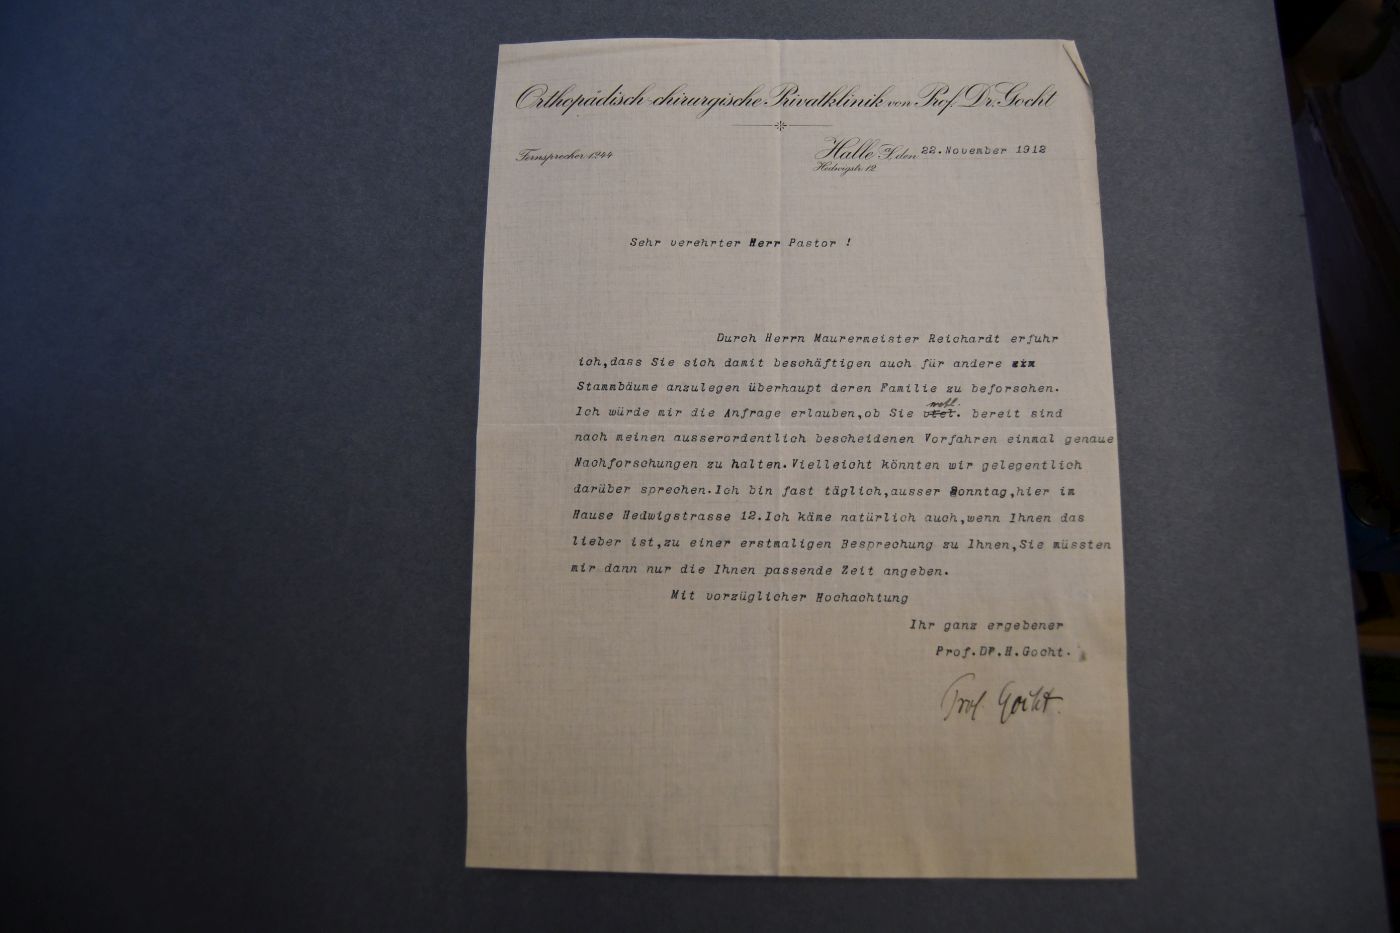 Orthopädisch-chirurgische Privatklinik von Prof. Dr. Gocht
Fernsprecher 1244
Halle a/S. den 22.November 1912
Hedwigstr. 12
Sehr verehrter Herr Pastor !
Durch Herrn Maurermeister Reichardt erfuhr
ich,dass Sie sich damit beschäftigen auch für andere
Stammbäume anzulegen überhaupt deren Familie zu beforschen.
Ich würde mir die Anfrage erlauben,ob Sie wohl. bereit sind
nach meinen ausserordentlich bescheidenen Vorfahren einmal genaue
Nachforschungen zu halten.Vielleicht könnten wir gelegentlich
darüber sprechen.Ich bin fast täglich,ausser Sonntag,hier im
Hause Hedwigstrasse 12.Ich käme natürlich auch,wenn Ihnen das
lieber ist,zu einer erstmaligen Besprechung zu Ihnen,Sie müssten
mir dann nur die Ihnen passende Zeit angeben.
Mit vorzüglicher Hochachtung
Ihr ganz ergebener
Prof.Dr.H.Gocht.
Prof. Gocht.